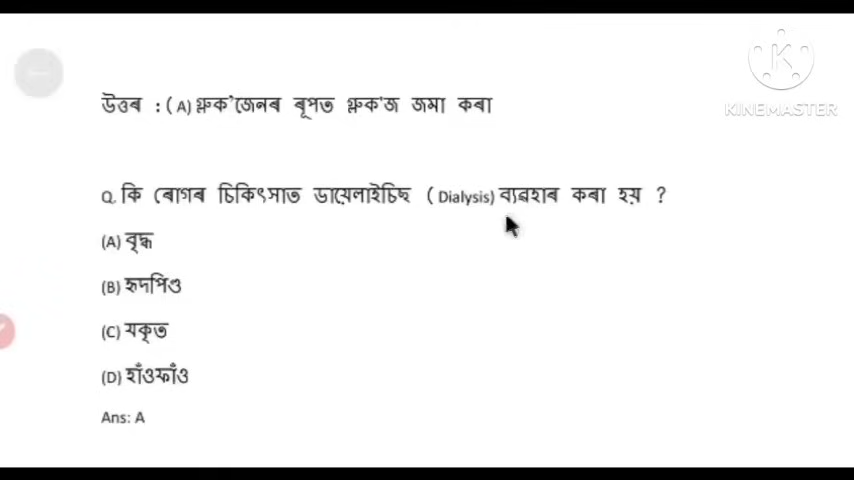 উত্তৰ : (A) গ্লুক'জেনৰ ৰূপত গ্লুক'জ জমা কৰা
KINEMASTER
Q. কি ৰোগৰ চিকিৎসাত ডায়েলাইচিছ (Dialysis) ব্যৱহাৰ কৰা হয় ?
(A) বৃদ্ধ
(B) হৃদপিণ্ড
(C) যকৃত
(D) হাঁওফাঁও
Ans: A